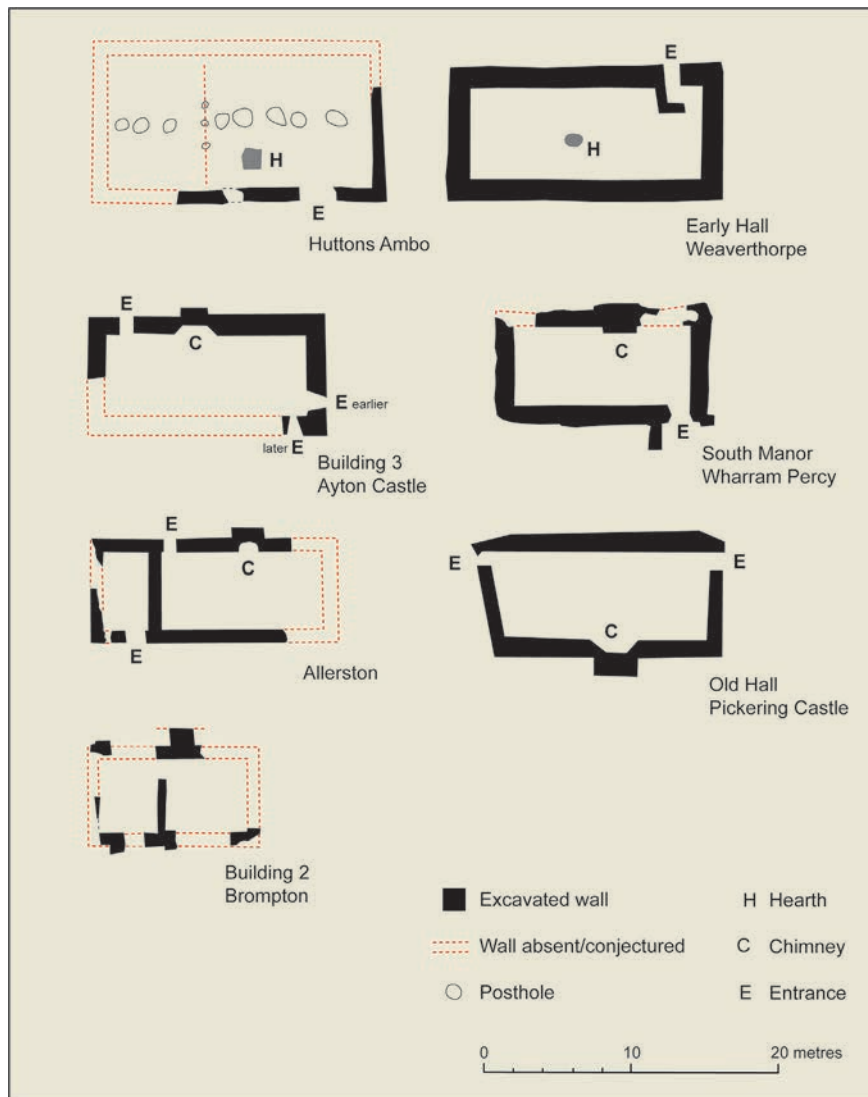 H
E
Huttons Ambo
E
H
Early Hall
Weaverthorpe
E
C
E earlier
later E
Building 3
Ayton Castle
C
E
South Manor
Wharram Percy
E
C
E
Allerston
E
E
C
Old Hall
Pickering Castle
Building 2
Brompton
Excavated wall
Wall absent/conjectured
Posthole
H Hearth
C Chimney
E Entrance
0 10 20 metres